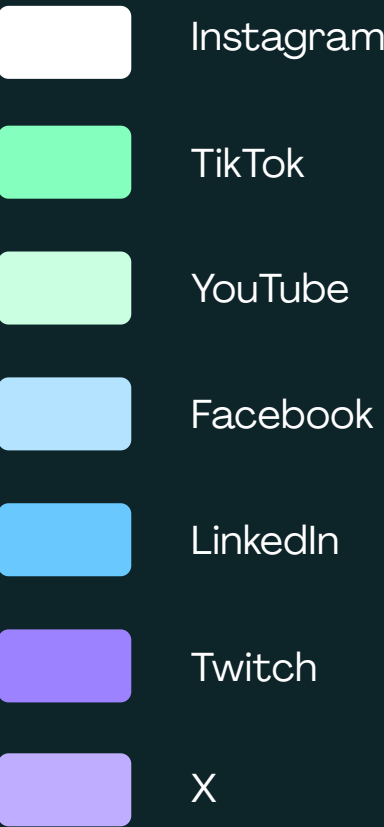 Instagram
TikTok
YouTube
Facebook
LinkedIn
Twitch
X